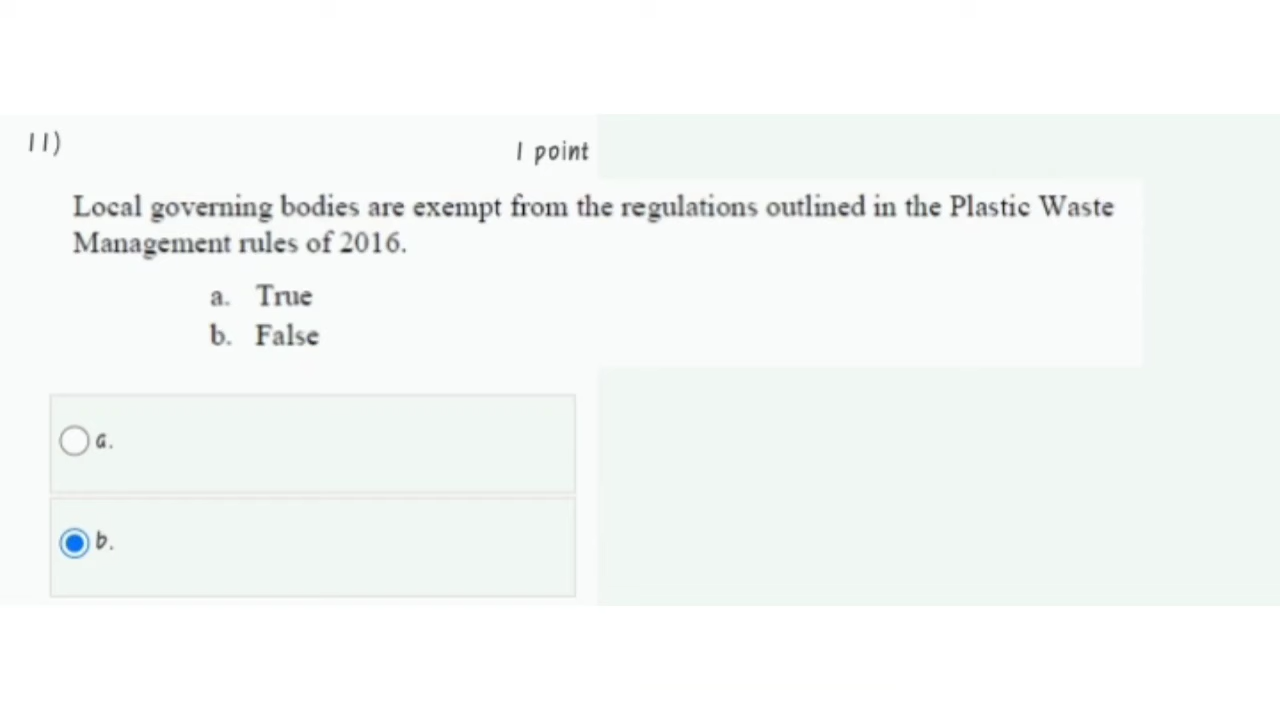 11)
1 point
Local governing bodies are exempt from the regulations outlined in the Plastic Waste
Management rules of 2016.
a. True
b. False
a.
b.